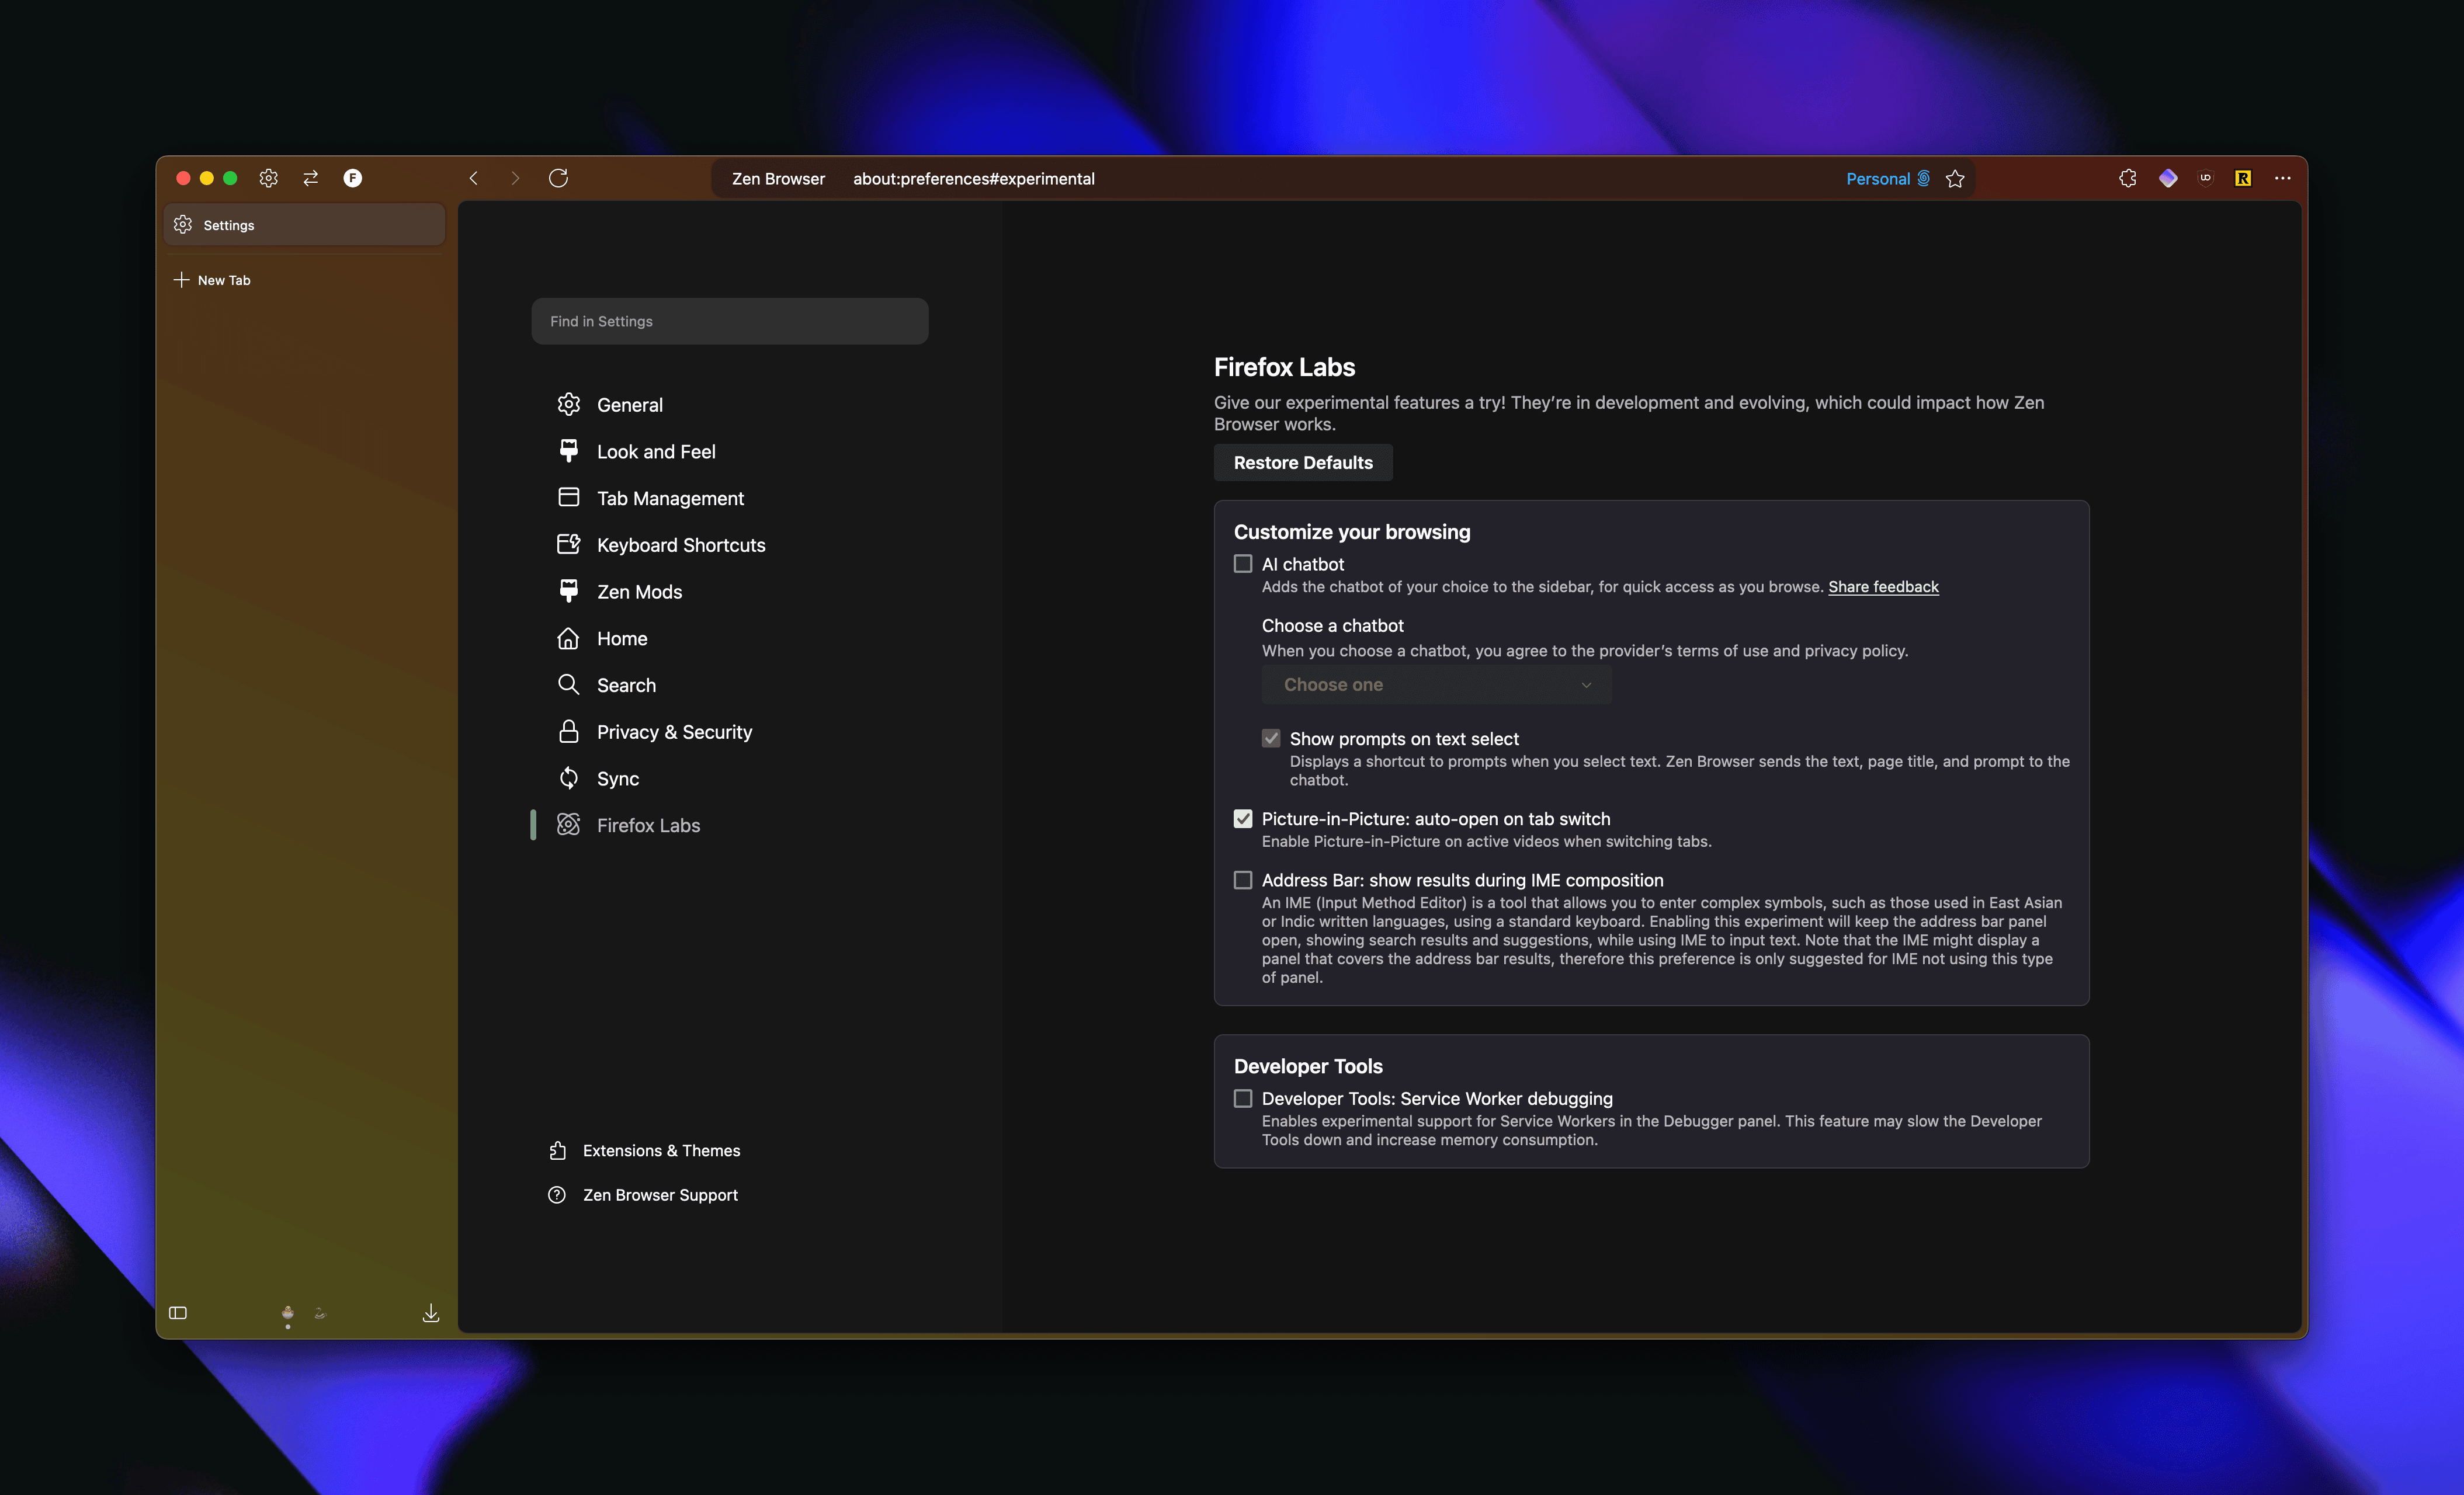 F
Zen Browser about:preferences#experimental
Personal
UD
R
Settings
New Tab
Find in Settings
General
Look and Feel
Tab Management
Keyboard Shortcuts
Zen Mods
Home
Search
Privacy & Security
Sync
Firefox Labs
Extensions & Themes
Zen Browser Support
Firefox Labs
Give our experimental features a try! They’re in development and evolving, which could impact how Zen
Browser works.
Restore Defaults
Customize your browsing
AI chatbot
Adds the chatbot of your choice to the sidebar, for quick access as you browse. Share feedback
Choose a chatbot
When you choose a chatbot, you agree to the provider’s terms of use and privacy policy.
Choose one
Show prompts on text select
Displays a shortcut to prompts when you select text. Zen Browser sends the text, page title, and prompt to the
chatbot.
Picture-in-Picture: auto-open on tab switch
Enable Picture-in-Picture on active videos when switching tabs.
Address Bar: show results during IME composition
An IME (Input Method Editor) is a tool that allows you to enter complex symbols, such as those used in East Asian
or Indic written languages, using a standard keyboard. Enabling this experiment will keep the address bar panel
open, showing search results and suggestions, while using IME to input text. Note that the IME might display a
panel that covers the address bar results, therefore this preference is only suggested for IME not using this type
of panel.
Developer Tools
Developer Tools: Service Worker debugging
Enables experimental support for Service Workers in the Debugger panel. This feature may slow the Developer
Tools down and increase memory consumption.